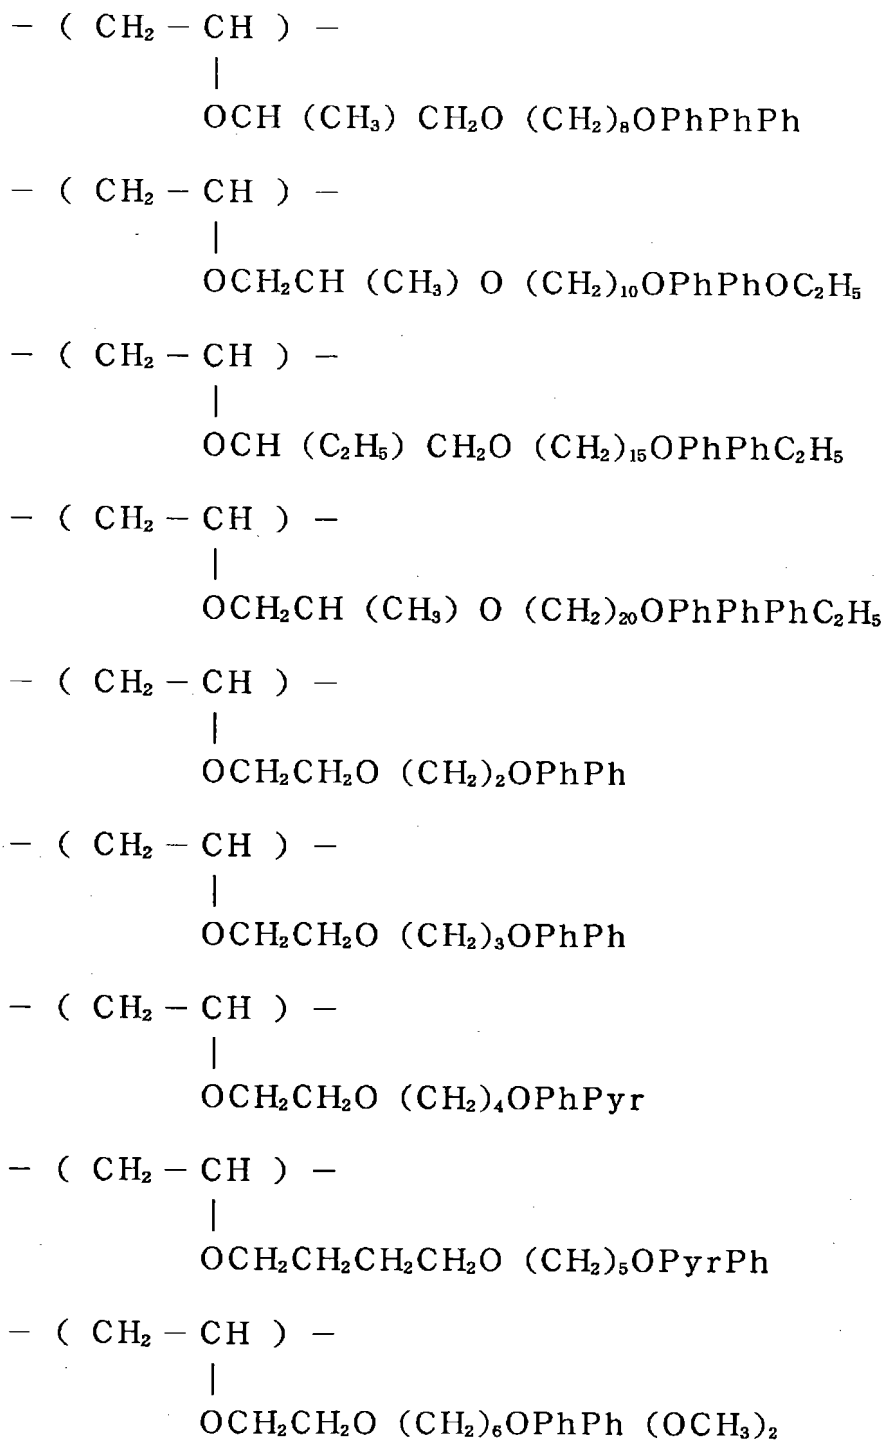 — ( CH₂ — CH ) —
|
OCH (CH₃) CH₂O (CH₂)₈OPhPhPh
— ( CH₂ — CH ) —
|
OCH₂CH (CH₃) O (CH₂)₁₀OPhPhOC₂H₅
— ( CH₂ — CH ) —
|
OCH (C₂H₅) CH₂O (CH₂)₁₅OPhPhC₂H₅
— ( CH₂ — CH ) —
|
OCH₂CH (CH₃) O (CH₂)₂₀OPhPhPhC₂H₅
— ( CH₂ — CH ) —
|
OCH₂CH₂O (CH₂)₂OPhPh
— ( CH₂ — CH ) —
|
OCH₂CH₂O (CH₂)₃OPhPh
— ( CH₂ — CH ) —
|
OCH₂CH₂O (CH₂)₄OPhPyr
— ( CH₂ — CH ) —
|
OCH₂CH₂CH₂CH₂O (CH₂)₅OPyrPh
— ( CH₂ — CH ) —
|
OCH₂CH₂O (CH₂)₆OPhPh (OCH₃)₂